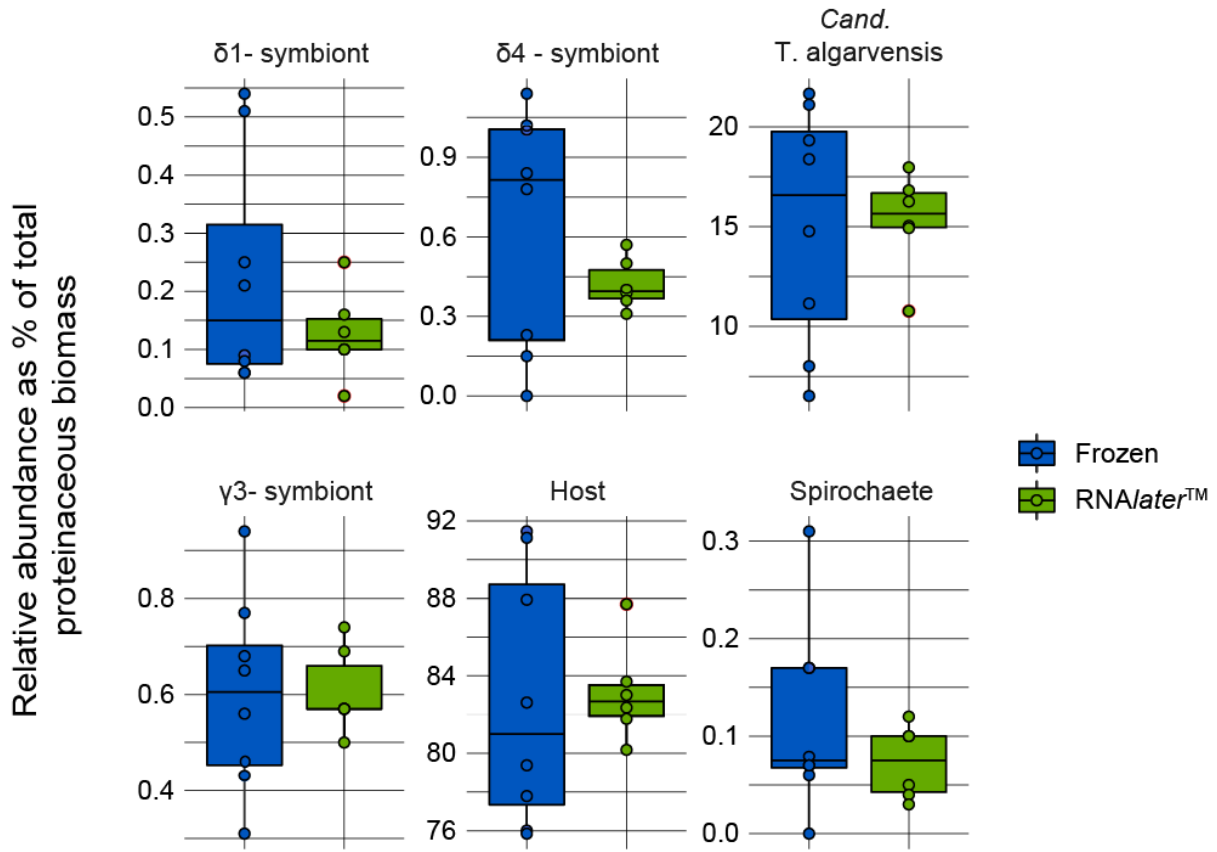 Relative abundance as % of total
proteinaceous biomass
δ1- symbiont
0.5
0.4
0.3
0.2
0.1
0.0
δ4 - symbiont
0.9
0.6
0.3
0.0
Cand.
T. algarvensis
20
15
10
γ3- symbiont
0.8
0.6
0.4
Host
92
88
84
80
76
Spirochaete
0.3
0.2
0.1
0.0
Frozen
RNAlater™